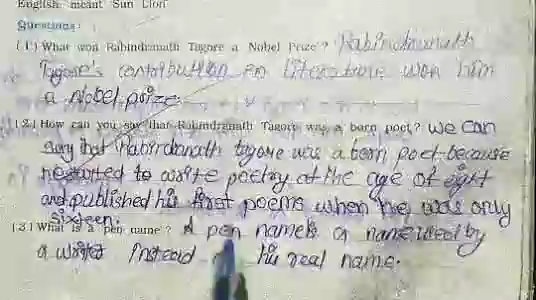 English meant Sun Lion
Questions:
(1) What won Rabindranath Tagore a Nobel Prize? Rabindranath
Tagore's contribution en literature won him
a Nobel prize.
(2) How can you say that Rabindranath Tagore was a born poet? we can
say that Rabindranath tagore was a born poet because
he started to write poetry at the age of eight
and published his first poems when he was only
sixteen.
(3) What is a pen name? A pen name is a name used by
a writer instead his real name.